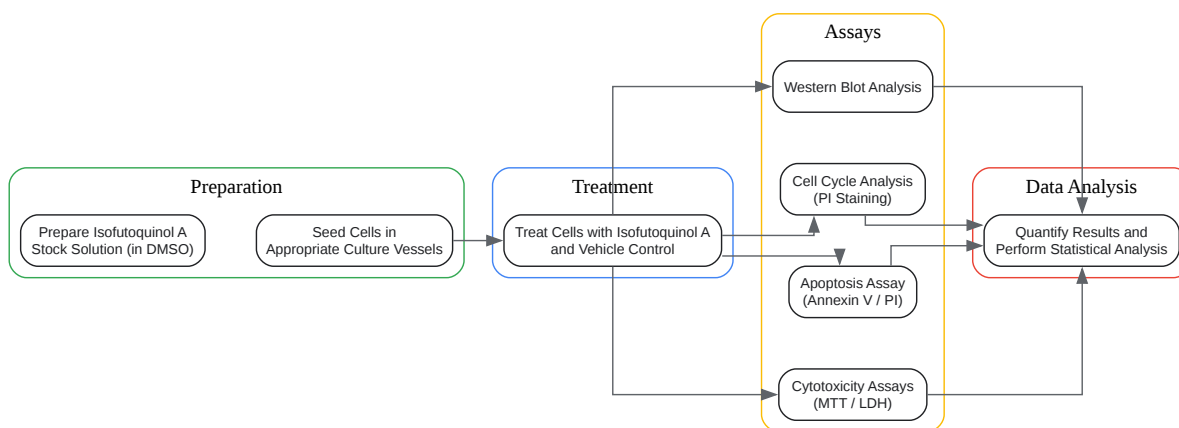 Preparation
Prepare Isofutoquinol A
Stock Solution (in DMSO)
Seed Cells in
Appropriate Culture Vessels
Treatment
Treat Cells with Isofutoquinol A
and Vehicle Control
Assays
Western Blot Analysis
Cell Cycle Analysis
(PI Staining)
Apoptosis Assay
(Annexin V / PI)
Cytotoxicity Assays
(MTT / LDH)
Data Analysis
Quantify Results and
Perform Statistical Analysis